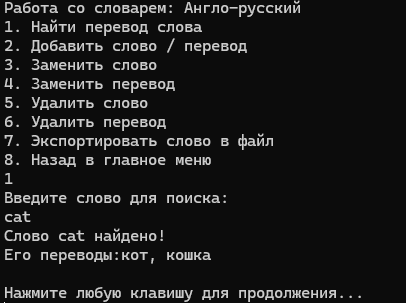 Работа со словарем: Англо-русский
1. Найти перевод слова
2. Добавить слово / перевод
3. Заменить слово
4. Заменить перевод
5. Удалить слово
6. Удалить перевод
7. Экспортировать слово в файл
8. Назад в главное меню
1
Введите слово для поиска:
cat
Слово cat найдено!
Его переводы:кот, кошка
Нажмите любую клавишу для продолжения...